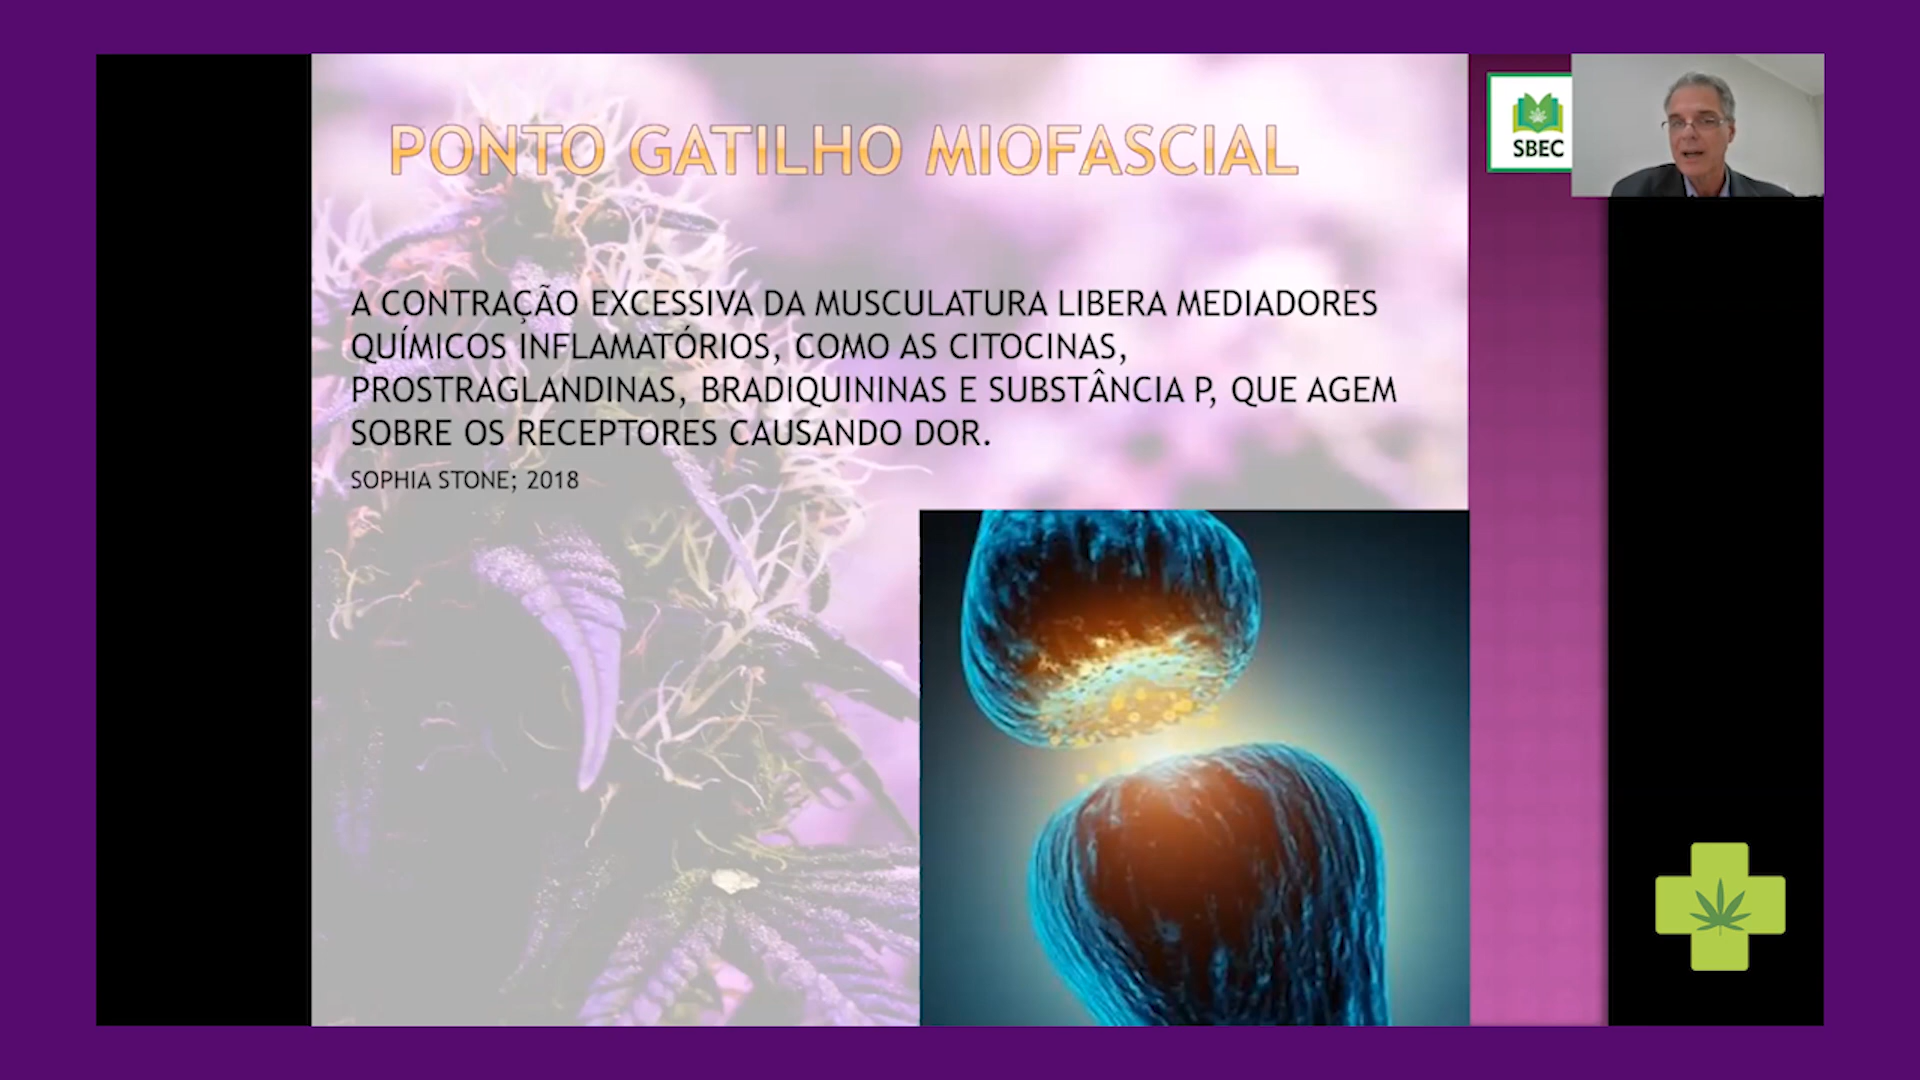 PONTO GATILHO MIOFASCIAL
SBEC
A CONTRAÇÃO EXCESSIVA DA MUSCULATURA LIBERA MEDIADORES
QUÍMICOS INFLAMATÓRIOS, COMO AS CITOCINAS,
PROSTRAGLANDINAS, BRADIQUININAS E SUBSTÂNCIA P, QUE AGEM
SOBRE OS RECEPTORES CAUSANDO DOR.
SOPHIA STONE; 2018